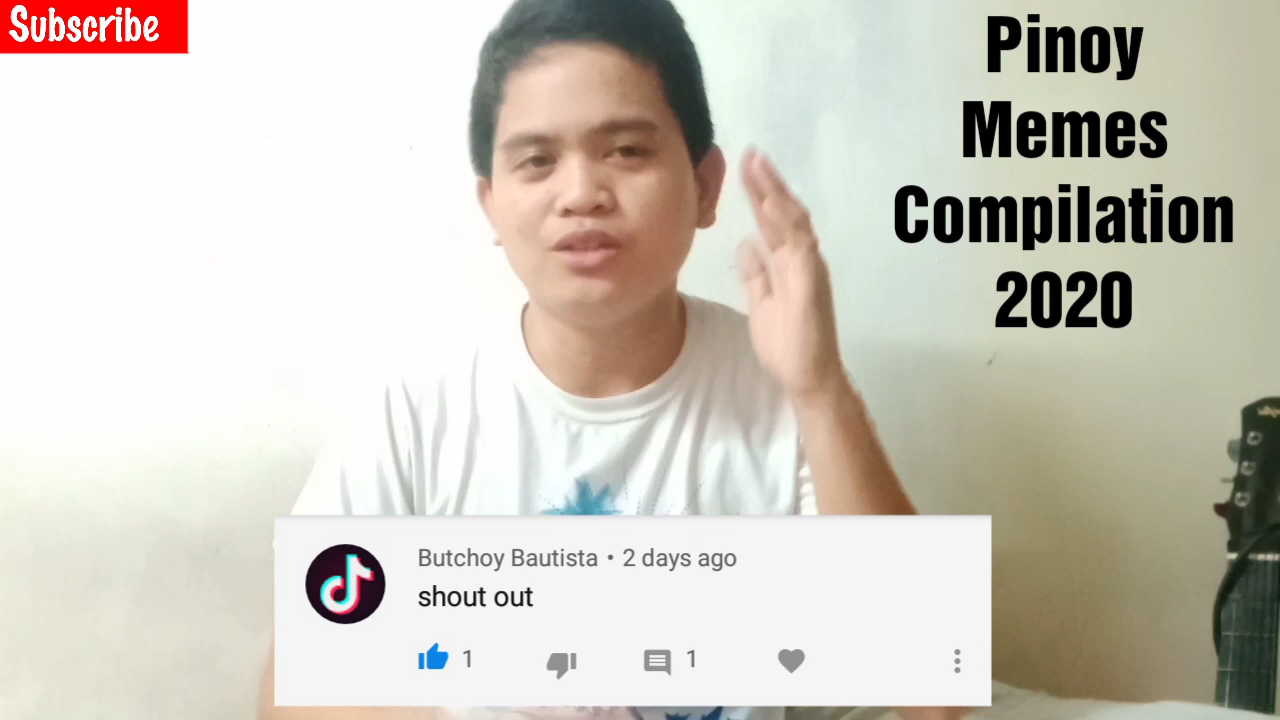 Subscribe
Pinoy
Memes
Compilation
2020
Butchoy Bautista • 2 days ago
shout out
1
1